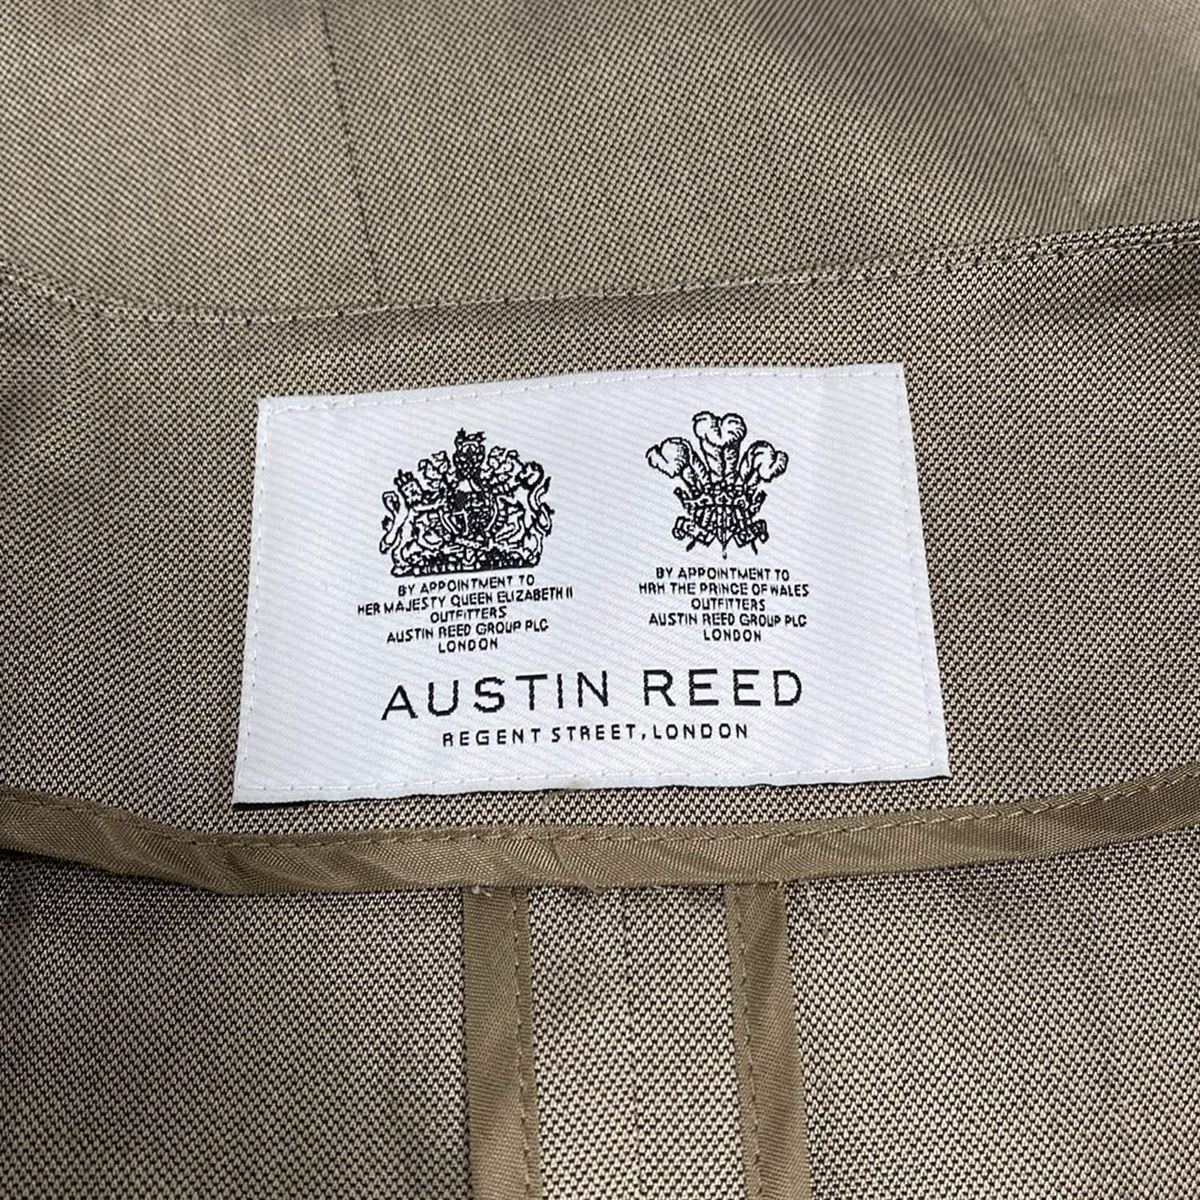 BY APPOINTMENT TO
HER MAJESTY QUEEN ELIZABETH II
OUTFITTERS
AUSTIN REED GROUP PLC
LONDON
BY APPOINTMENT TO
HRH THE PRINCE OF WALES
OUTFITTERS
AUSTIN REED GROUP PLC
LONDON
AUSTIN REED
REGENT STREET, LONDON